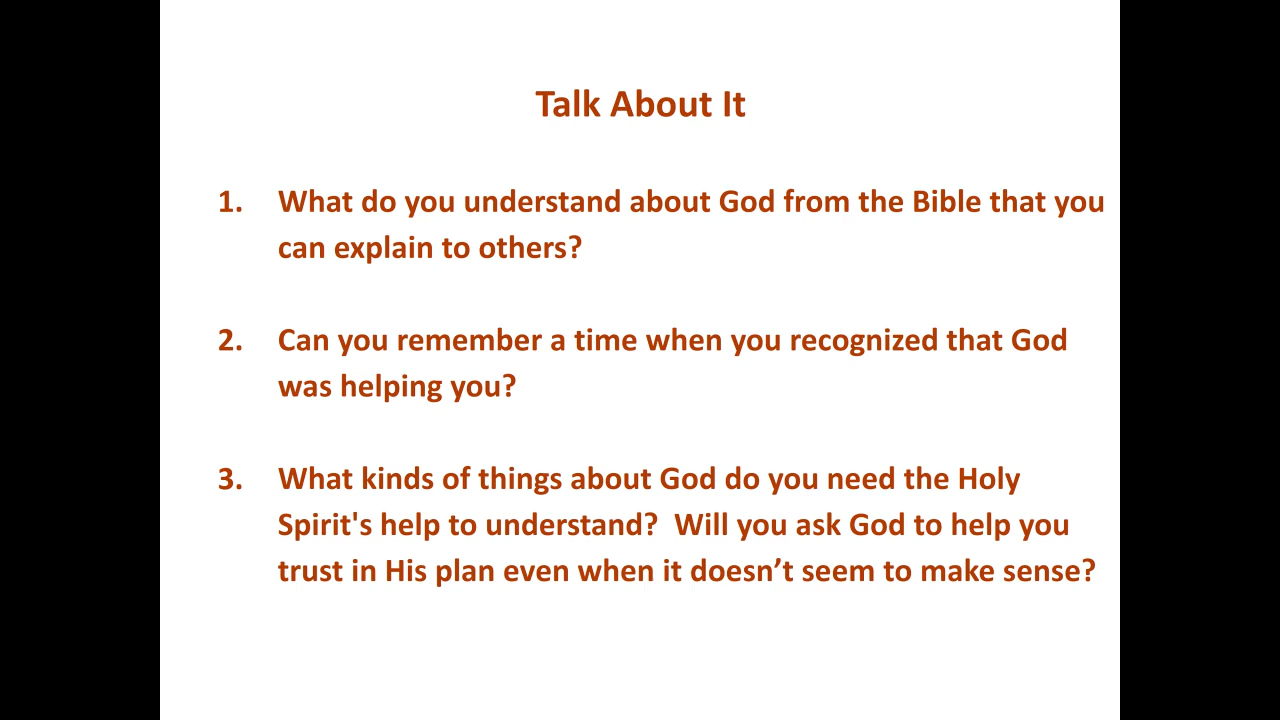 Talk About It
1. What do you understand about God from the Bible that you
can explain to others?
2. Can you remember a time when you recognized that God
was helping you?
3. What kinds of things about God do you need the Holy
Spirit's help to understand?  Will you ask God to help you
trust in His plan even when it doesn’t seem to make sense?